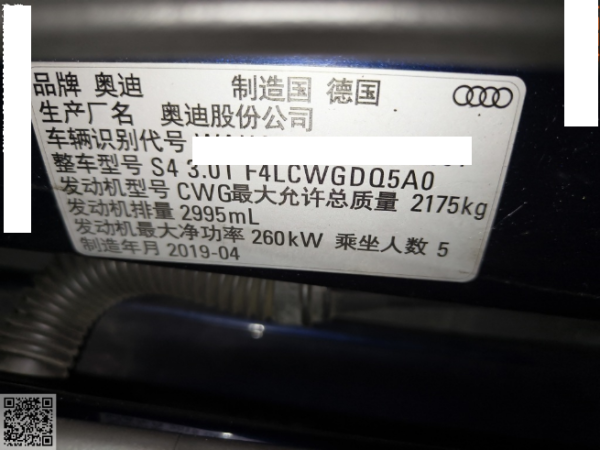 品牌 奥迪 制造国 德国
生产厂名 奥迪股份公司
车辆识别代号
整车型号 S4 3.0T F4LCWGDQ5A0
发动机型号 CWG最大允许总质量 2175kg
发动机排量 2995mL
发动机最大净功率 260kW 乘坐人数 5
制造年月 2019-04